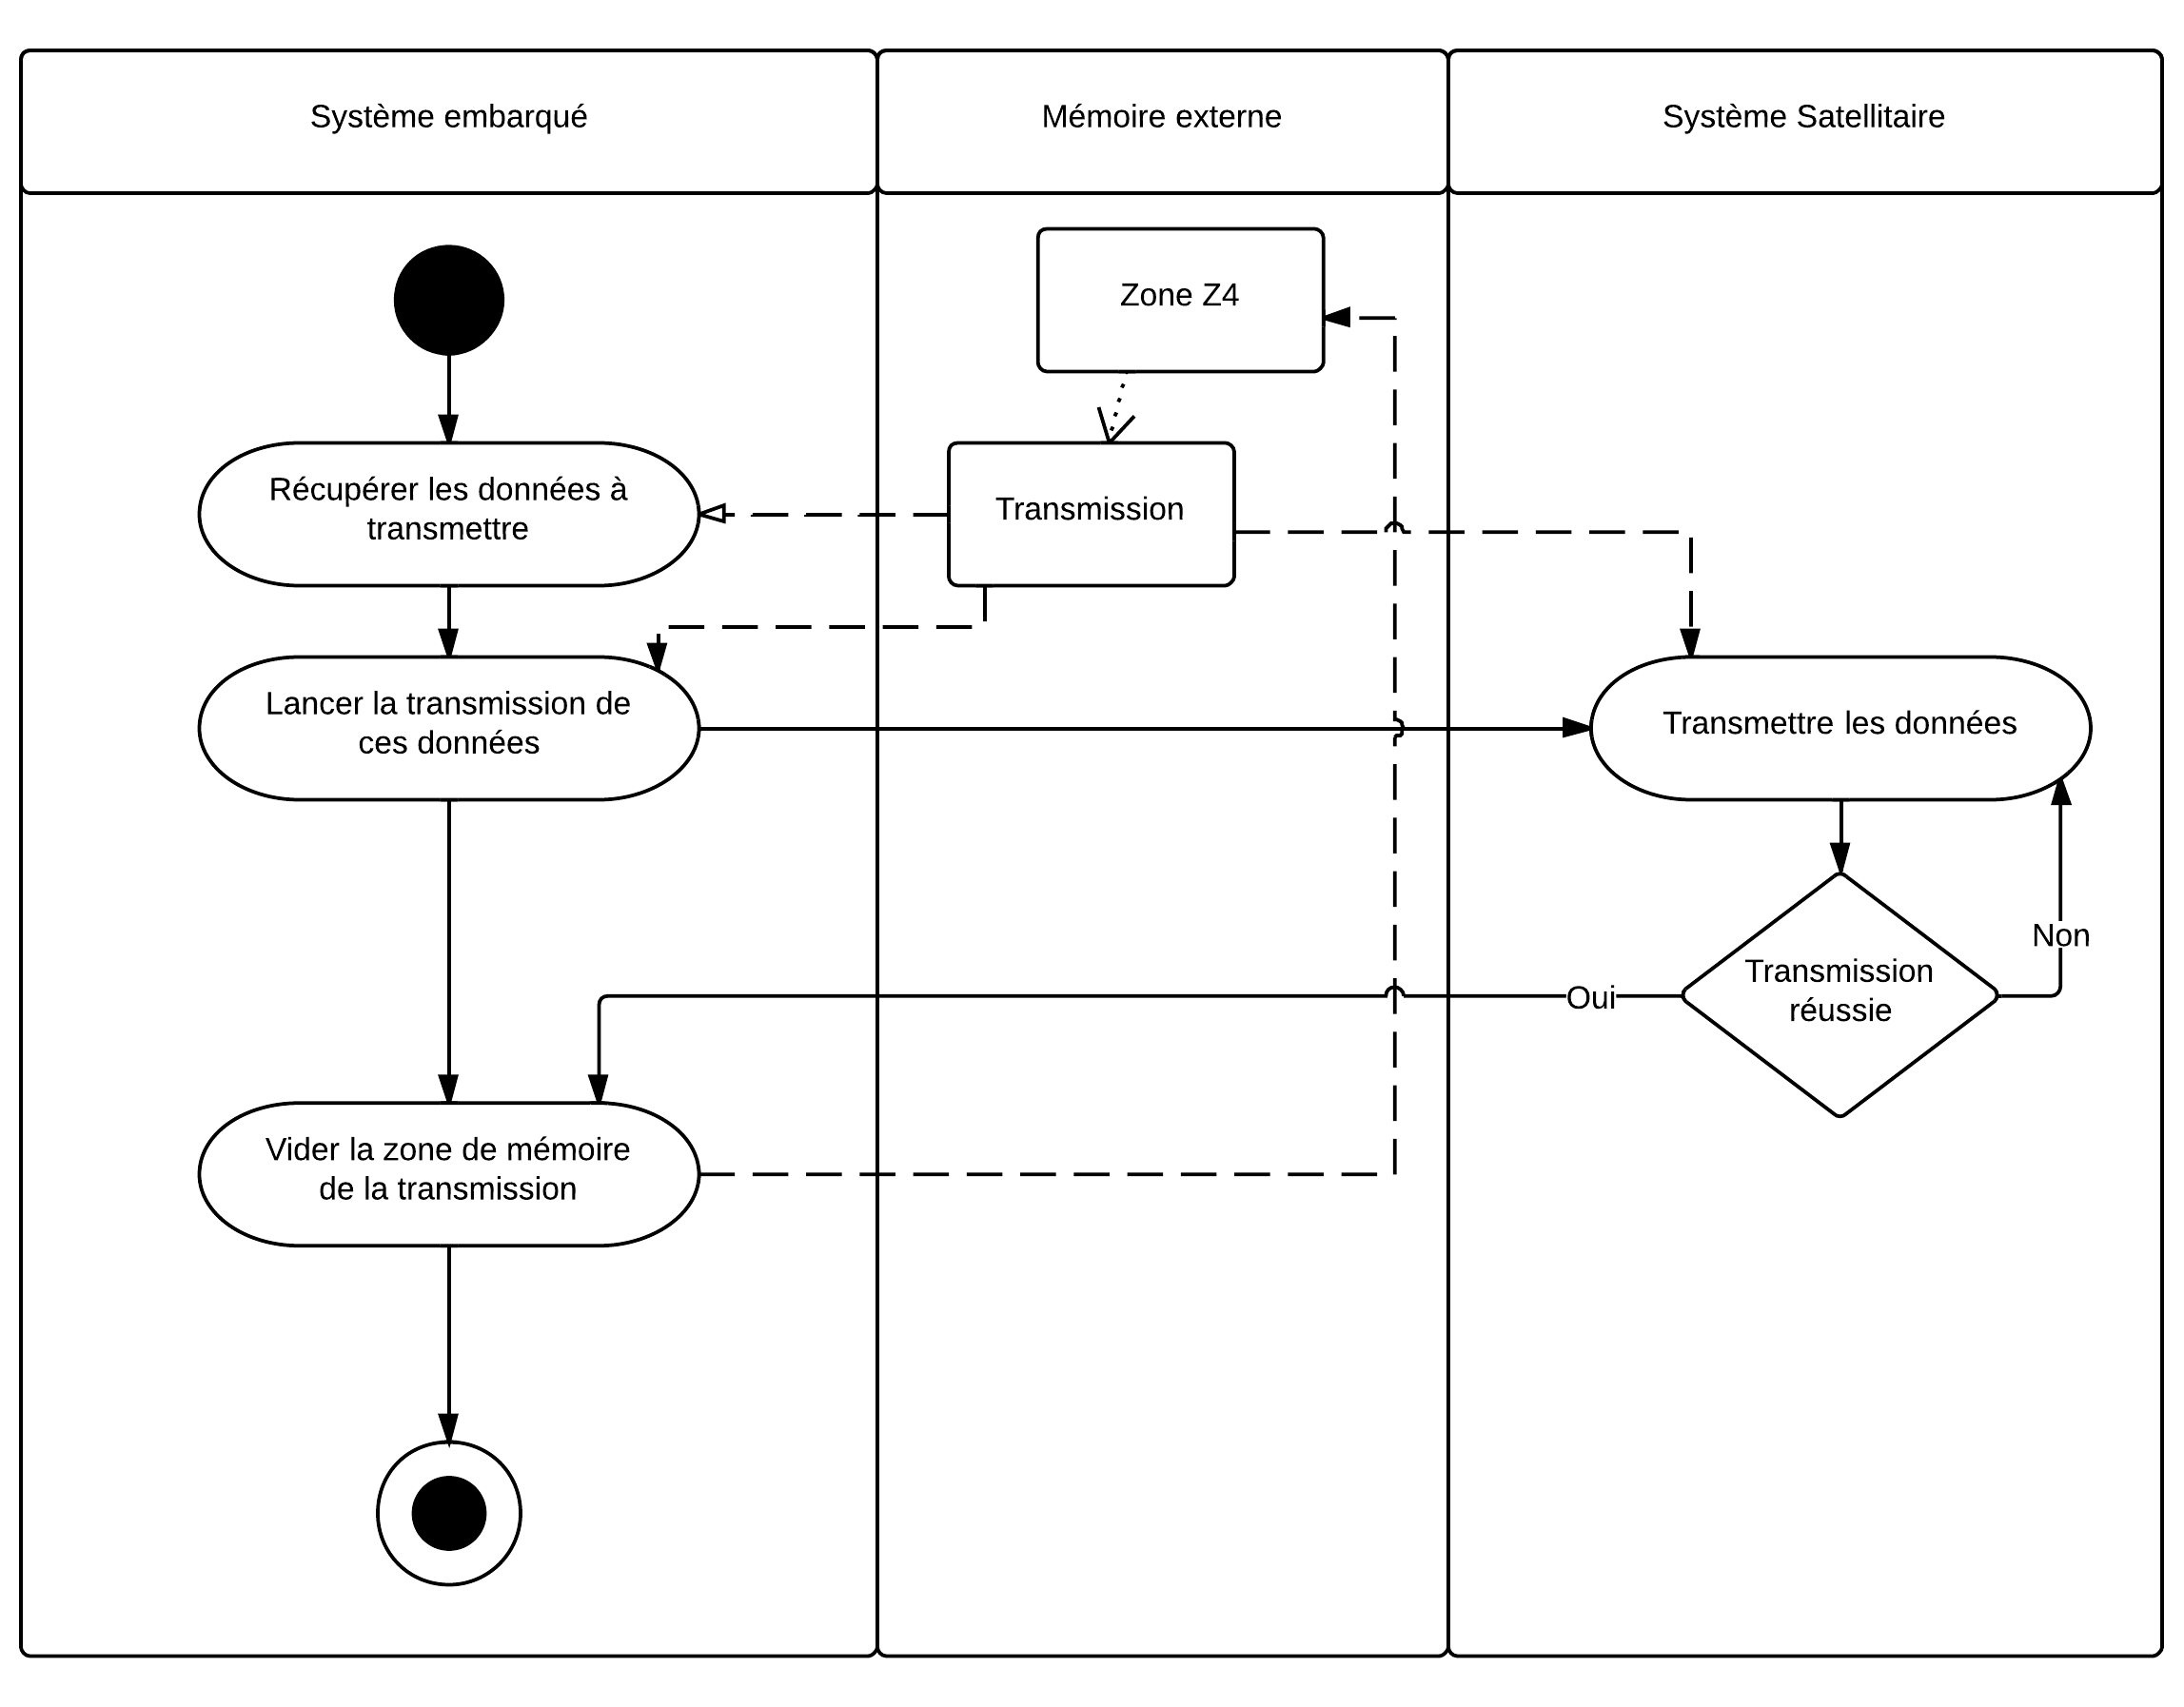 Système embarqué
Mémoire externe
Système Satellitaire
Zone Z4
Récupérer les données à
transmettre
Transmission
Lancer la transmission de
ces données
Transmettre les données
Non
Transmission
réussie
Oui
Vider la zone de mémoire
de la transmission